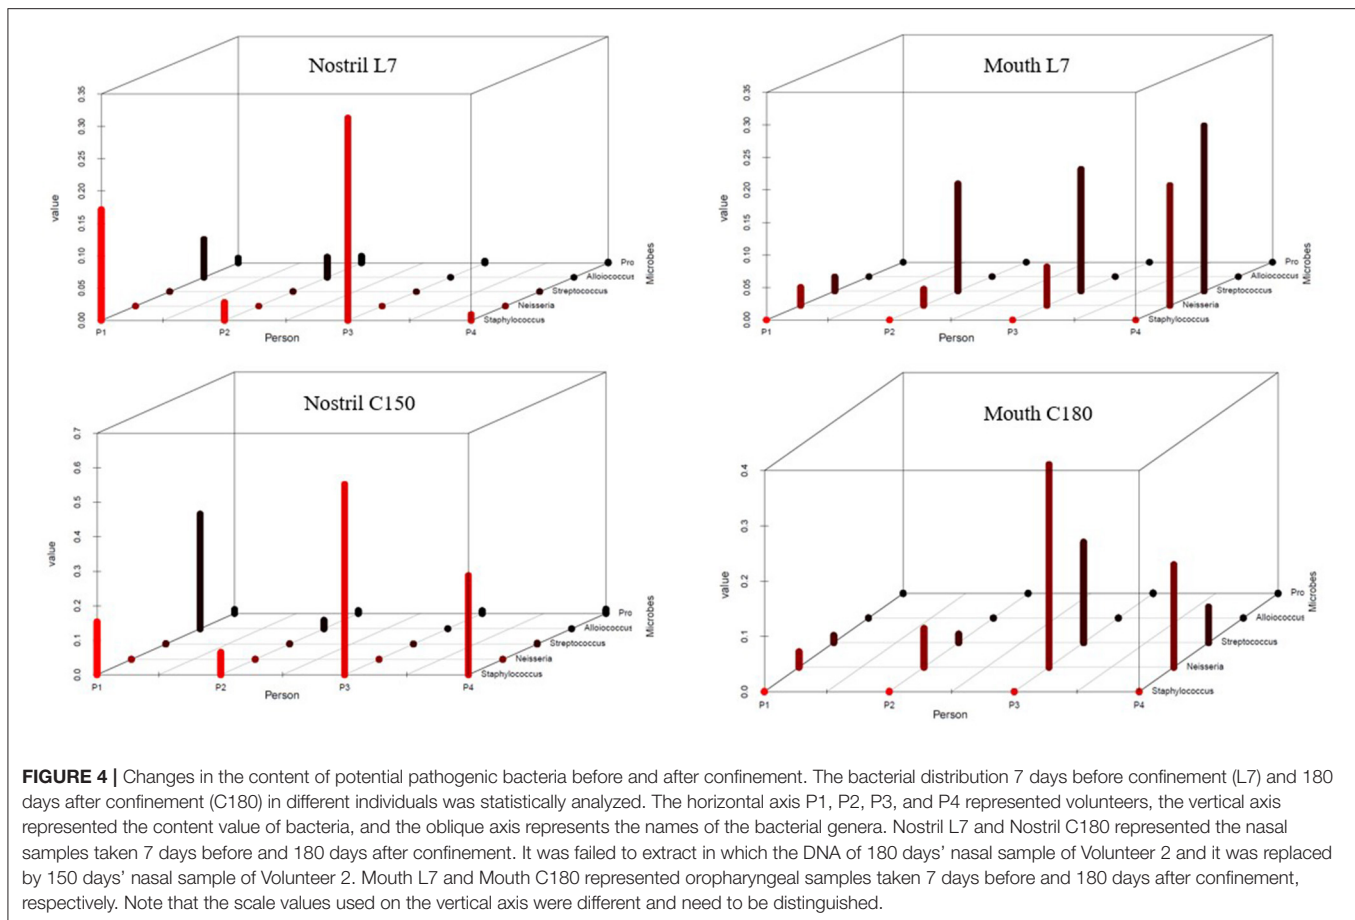 Nostril L7
value
0.00
0.05
0.10
0.15
0.20
0.25
0.30
0.35
P1
P2
P3
P4
Person
Staphylococcus
Neisseria
Streptococcus
Alloiococcus
Pro
Microbes
Mouth L7
value
0.00
0.05
0.10
0.15
0.20
0.25
0.30
0.35
P1
P2
P3
P4
Person
Staphylococcus
Neisseria
Streptococcus
Alloiococcus
Pro
Microbes
Nostril C150
value
0.0
0.1
0.2
0.3
0.4
0.5
0.6
0.7
P1
P2
P3
P4
Person
Staphylococcus
Neisseria
Streptococcus
Alloiococcus
Pro
Microbes
Mouth C180
value
0.0
0.1
0.2
0.3
0.4
P1
P2
P3
P4
Person
Staphylococcus
Neisseria
Streptococcus
Alloiococcus
Pro
Microbes
FIGURE 4 | Changes in the content of potential pathogenic bacteria before and after confinement. The bacterial distribution 7 days before confinement (L7) and 180
days after confinement (C180) in different individuals was statistically analyzed. The horizontal axis P1, P2, P3, and P4 represented volunteers, the vertical axis
represented the content value of bacteria, and the oblique axis represents the names of the bacterial genera. Nostril L7 and Nostril C180 represented the nasal
samples taken 7 days before and 180 days after confinement. It was failed to extract in which the DNA of 180 days' nasal sample of Volunteer 2 and it was replaced
by 150 days' nasal sample of Volunteer 2. Mouth L7 and Mouth C180 represented oropharyngeal samples taken 7 days before and 180 days after confinement,
respectively. Note that the scale values used on the vertical axis were different and need to be distinguished.